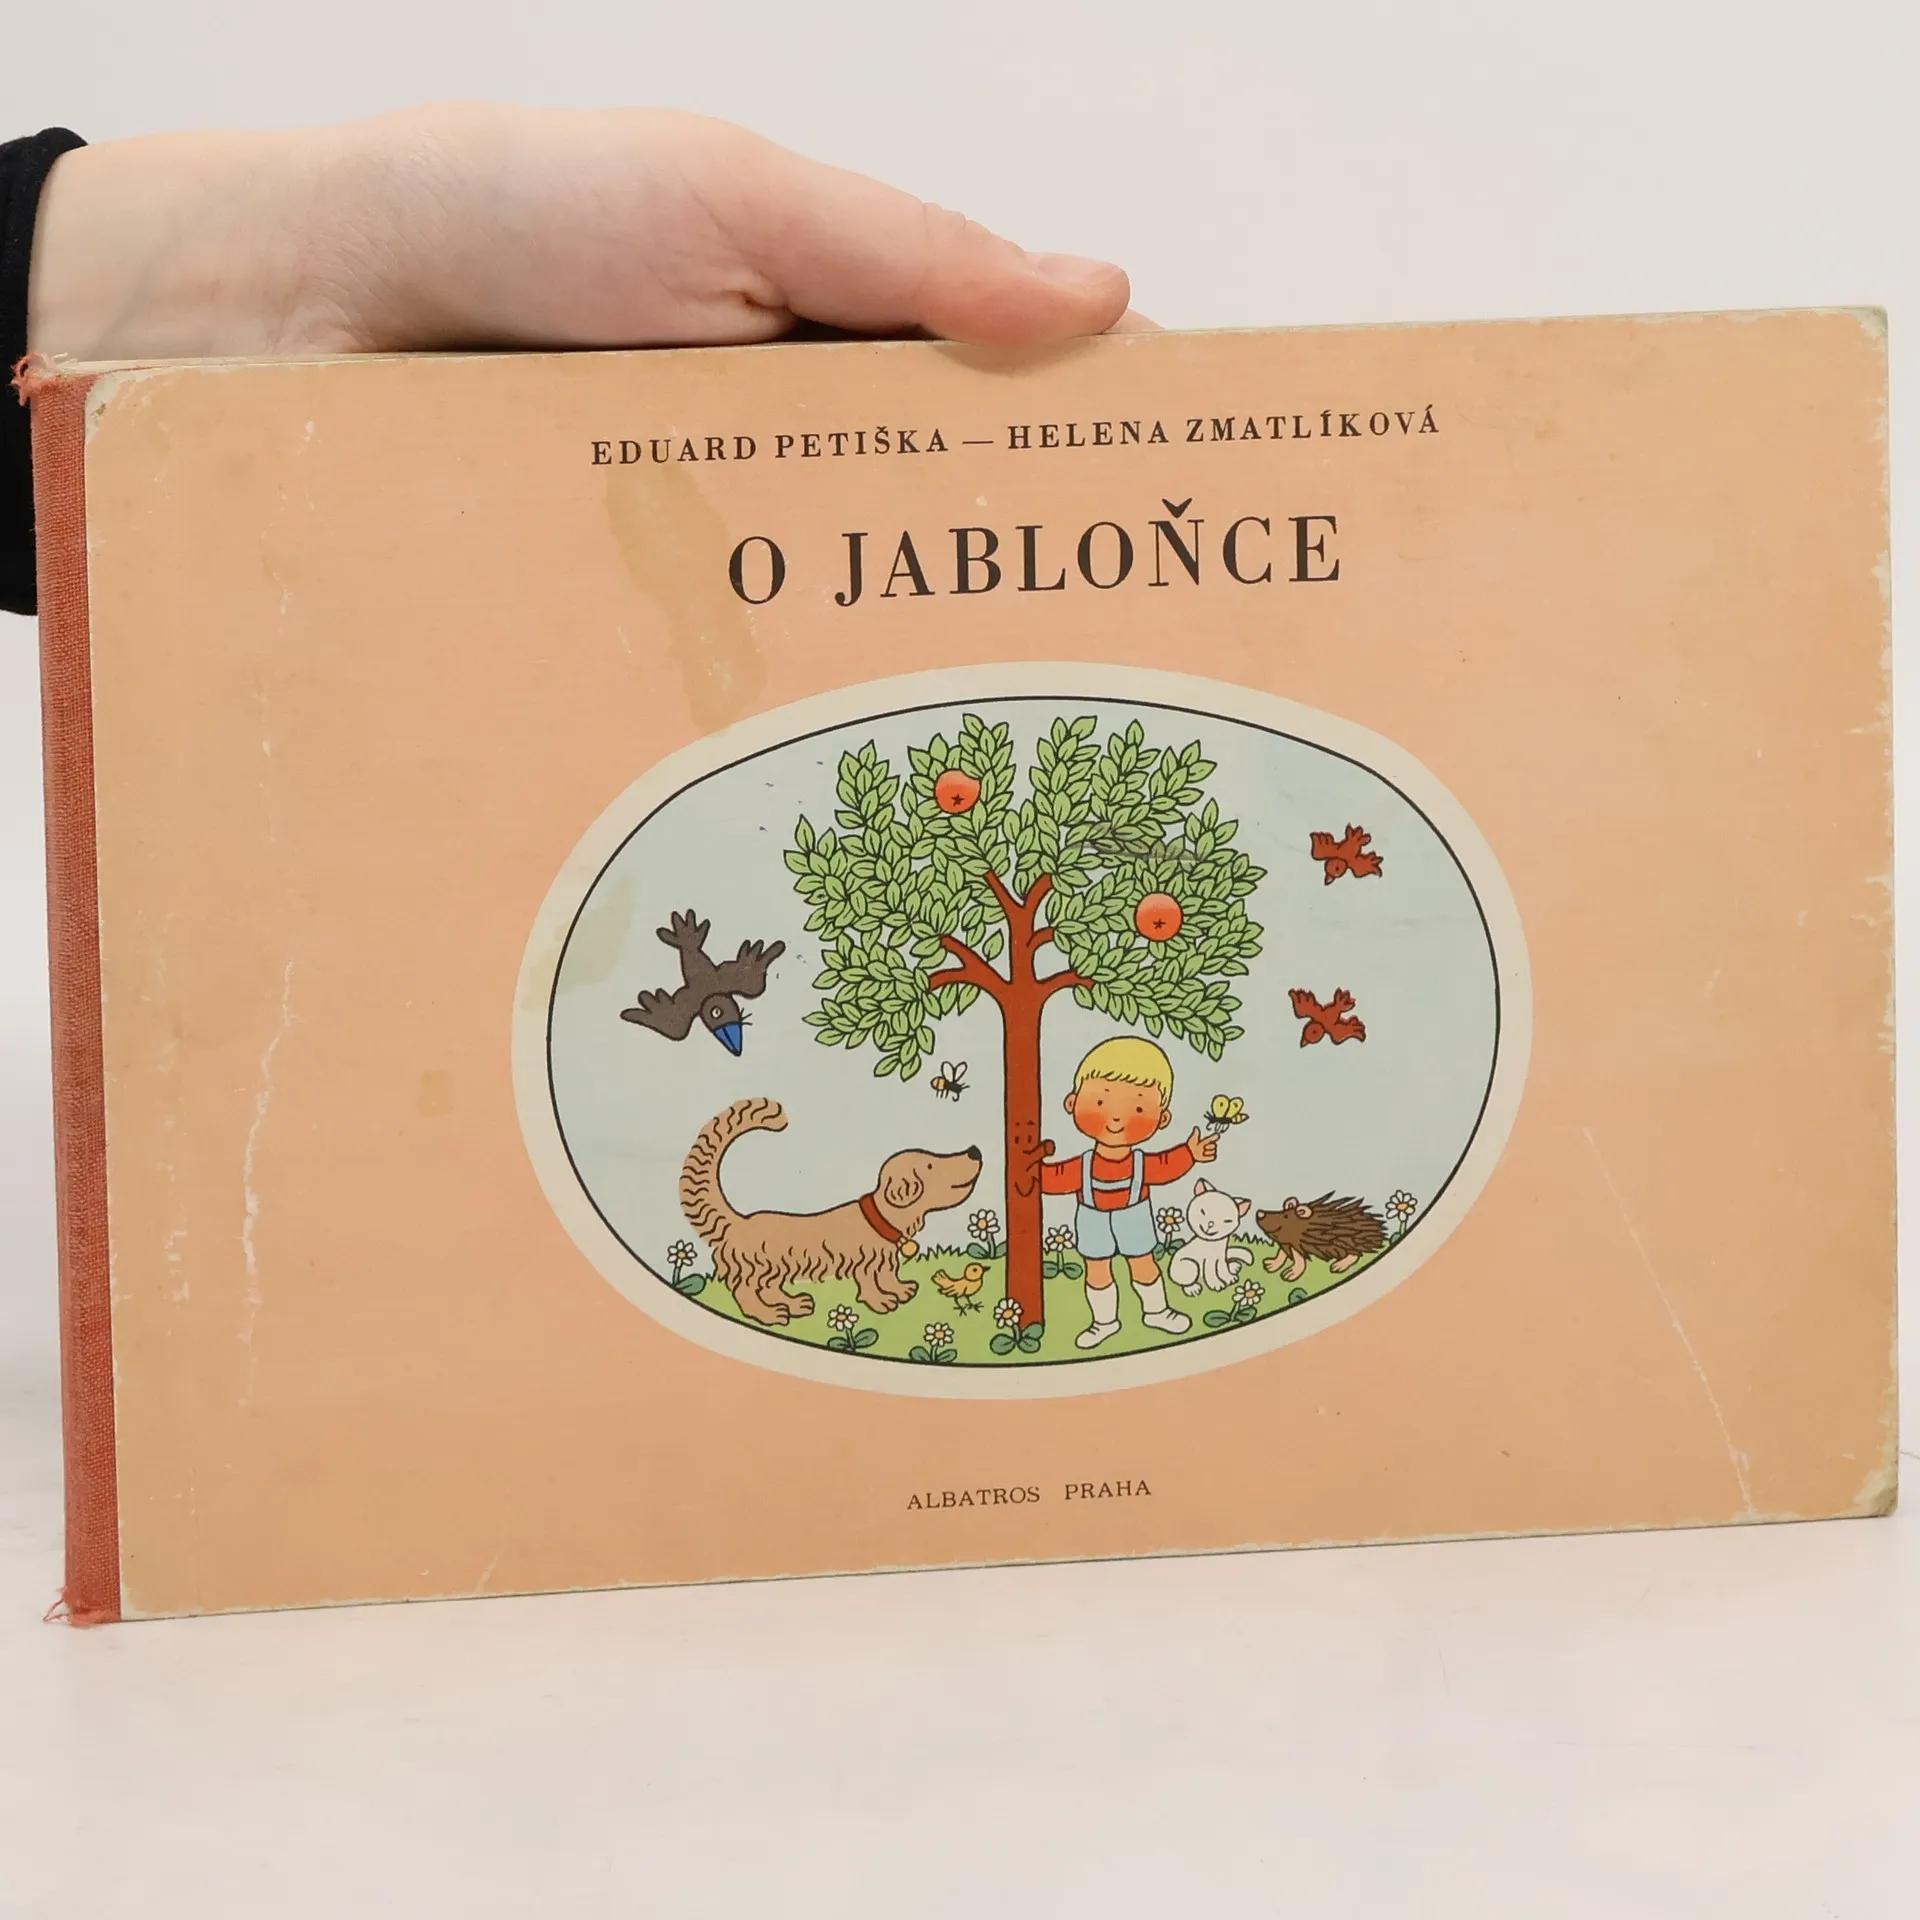 EDUARD PETIŠKA — HELENA ZMATLÍKOVÁ
O JABLOŇCE
ALBATROS PRAHA